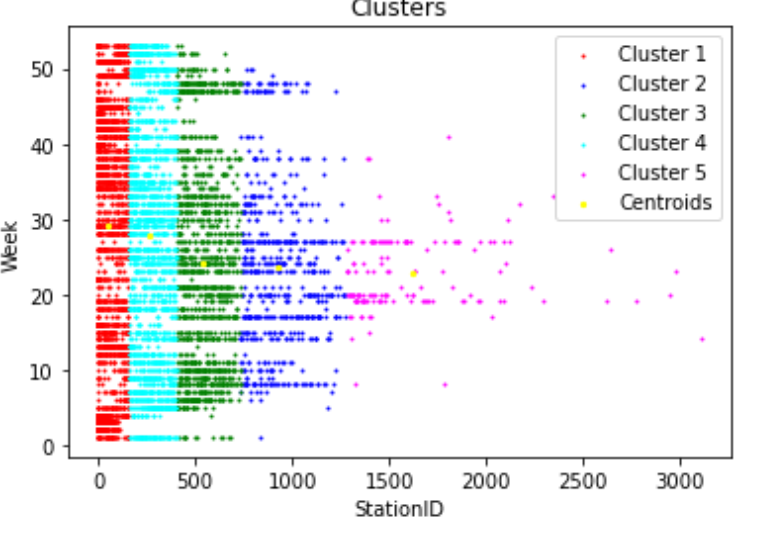 Clusters
Cluster 1
Cluster 2
Cluster 3
Cluster 4
Cluster 5
Centroids
Week
50
40
30
20
10
0
0 500 1000 1500 2000 2500 3000
StationID